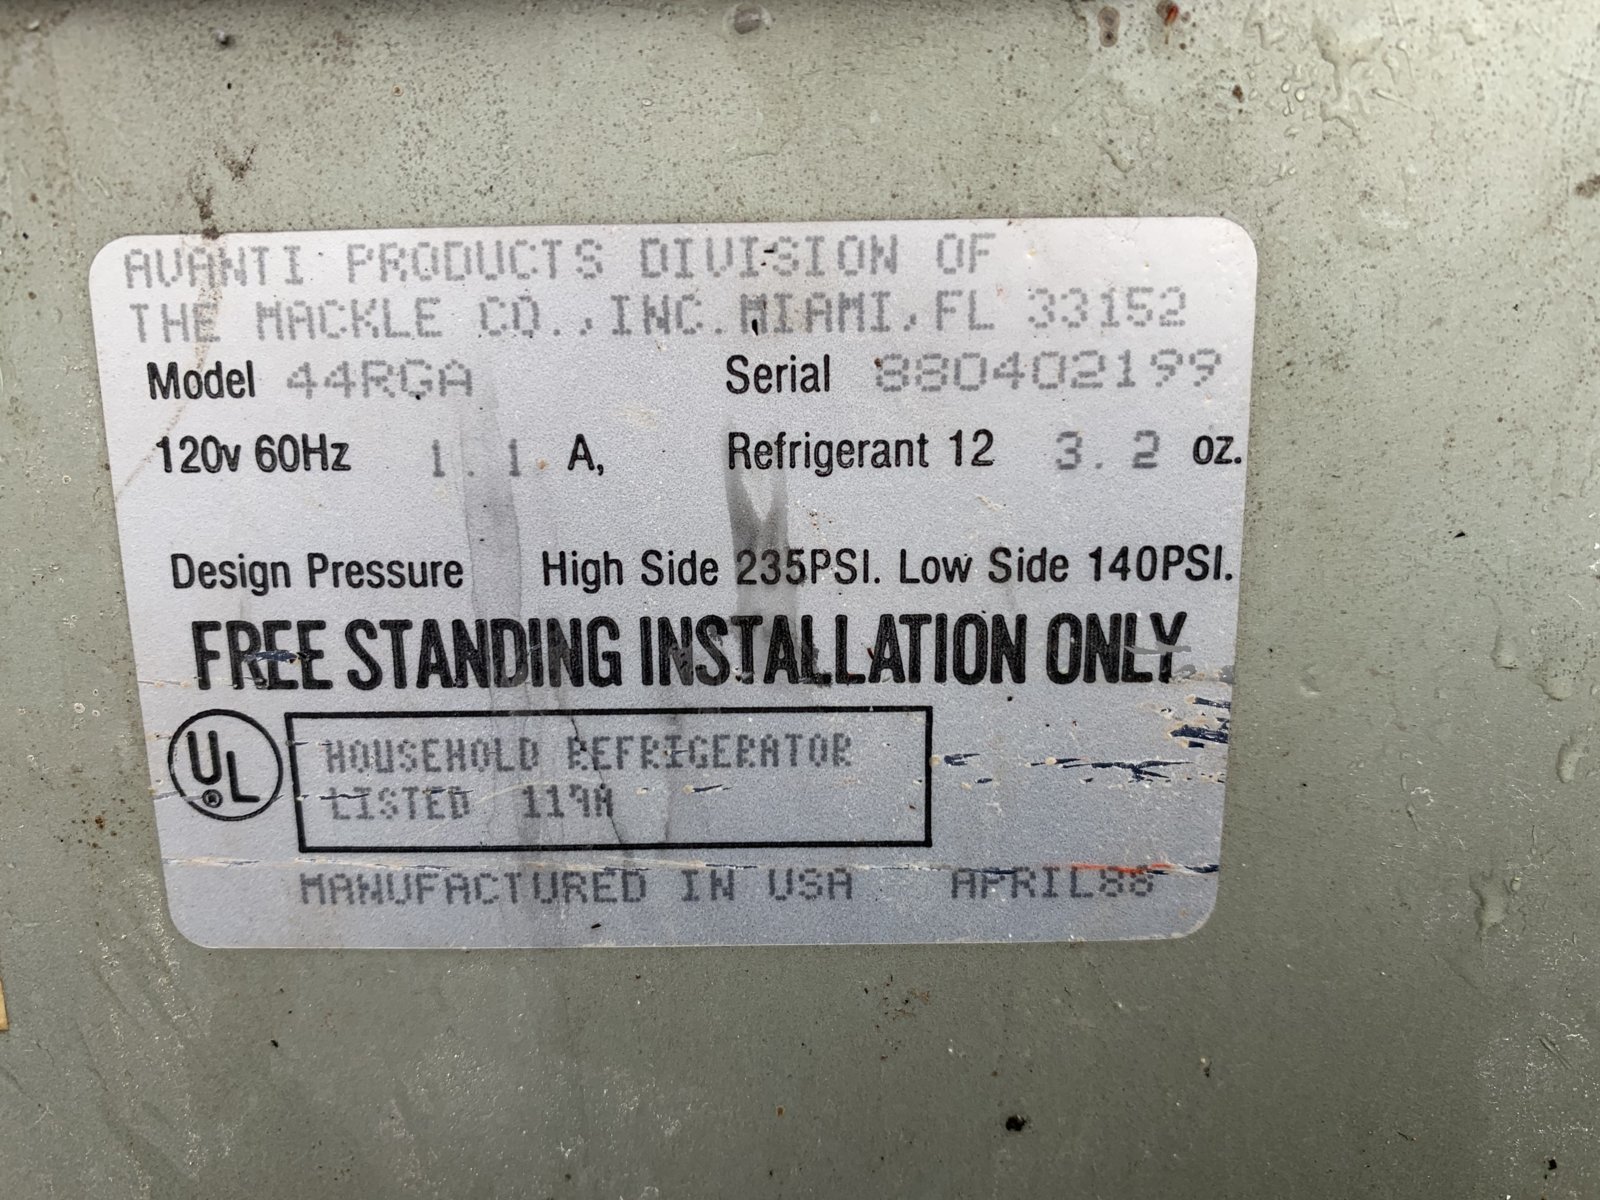 AVANTI PRODUCTS DIVISION OF
THE MACKLE CO.,INC.MIAMI,FL 33152
Model 44RGA Serial 880402199
120v 60Hz 1.1 A, Refrigerant 12 3.2 oz.
Design Pressure High Side 235PSI. Low Side 140PSI.
FREE STANDING INSTALLATION ONLY
UL®
HOUSEHOLD REFRIGERATOR
LISTED 119A
MANUFACTURED IN USA APRIL88